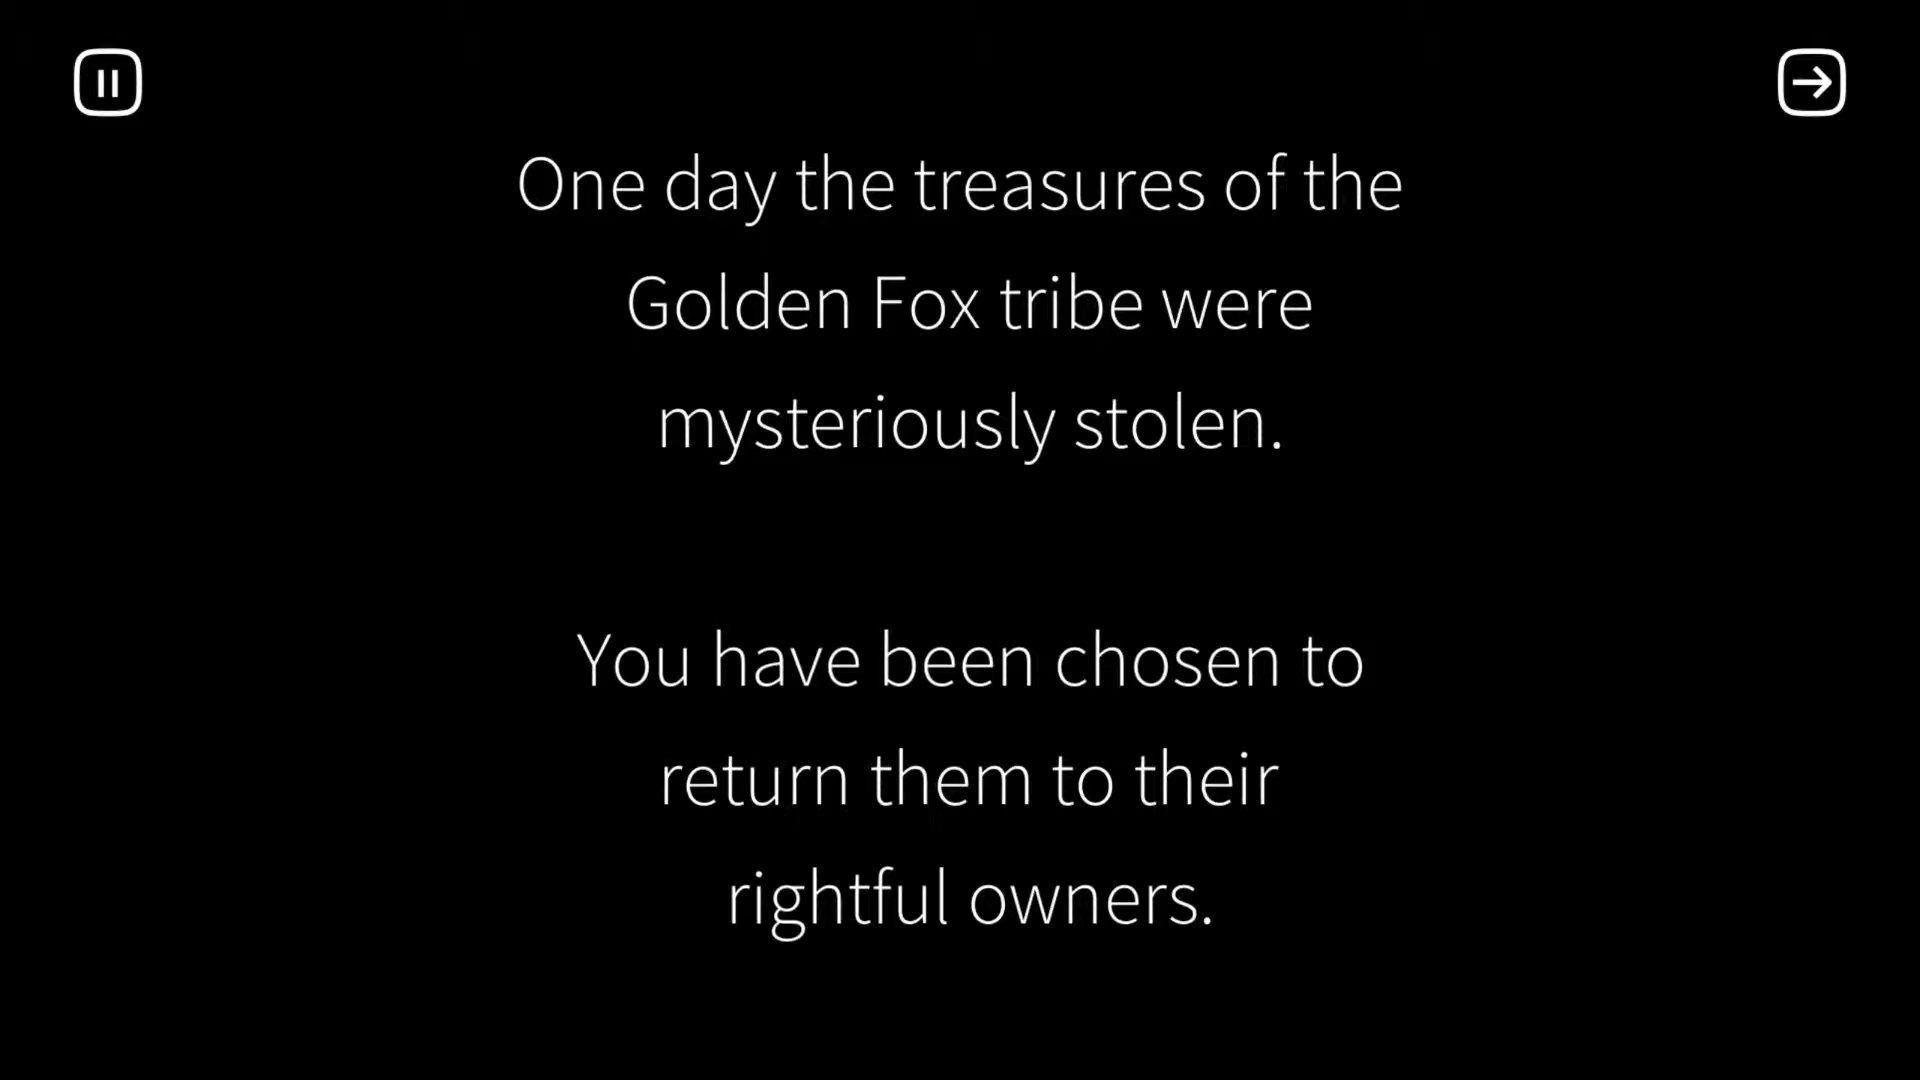 One day the treasures of the
Golden Fox tribe were
mysteriously stolen.
You have been chosen to
return them to their
rightful owners.